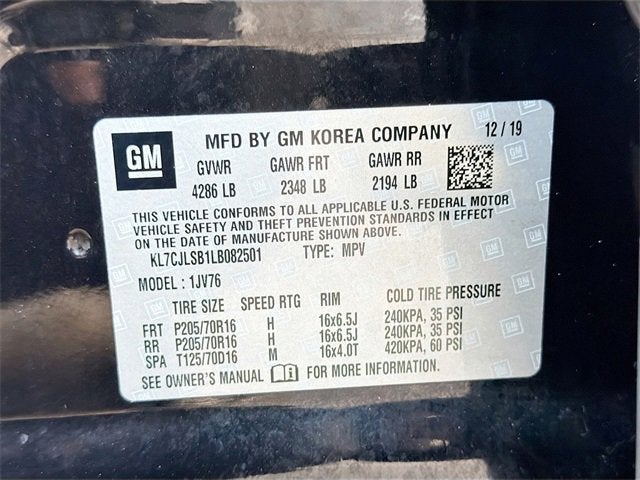 GM MFD BY GM KOREA COMPANY 12 / 19
GVWR GAWR FRT GAWR RR
4286 LB 2348 LB 2194 LB
THIS VEHICLE CONFORMS TO ALL APPLICABLE U.S. FEDERAL MOTOR
VEHICLE SAFETY AND THEFT PREVENTION STANDARDS IN EFFECT
ON THE DATE OF MANUFACTURE SHOWN ABOVE.
KL7CJLSB1LB082501 TYPE: MPV
MODEL : 1JV76
TIRE SIZE SPEED RTG RIM COLD TIRE PRESSURE
FRT P205/70R16 H 16x6.5J 240KPA, 35 PSI
RR P205/70R16 H 16x6.5J 240KPA, 35 PSI
SPA T125/70D16 M 16x4.0T 420KPA, 60 PSI
SEE OWNER'S MANUAL FOR MORE INFORMATION.